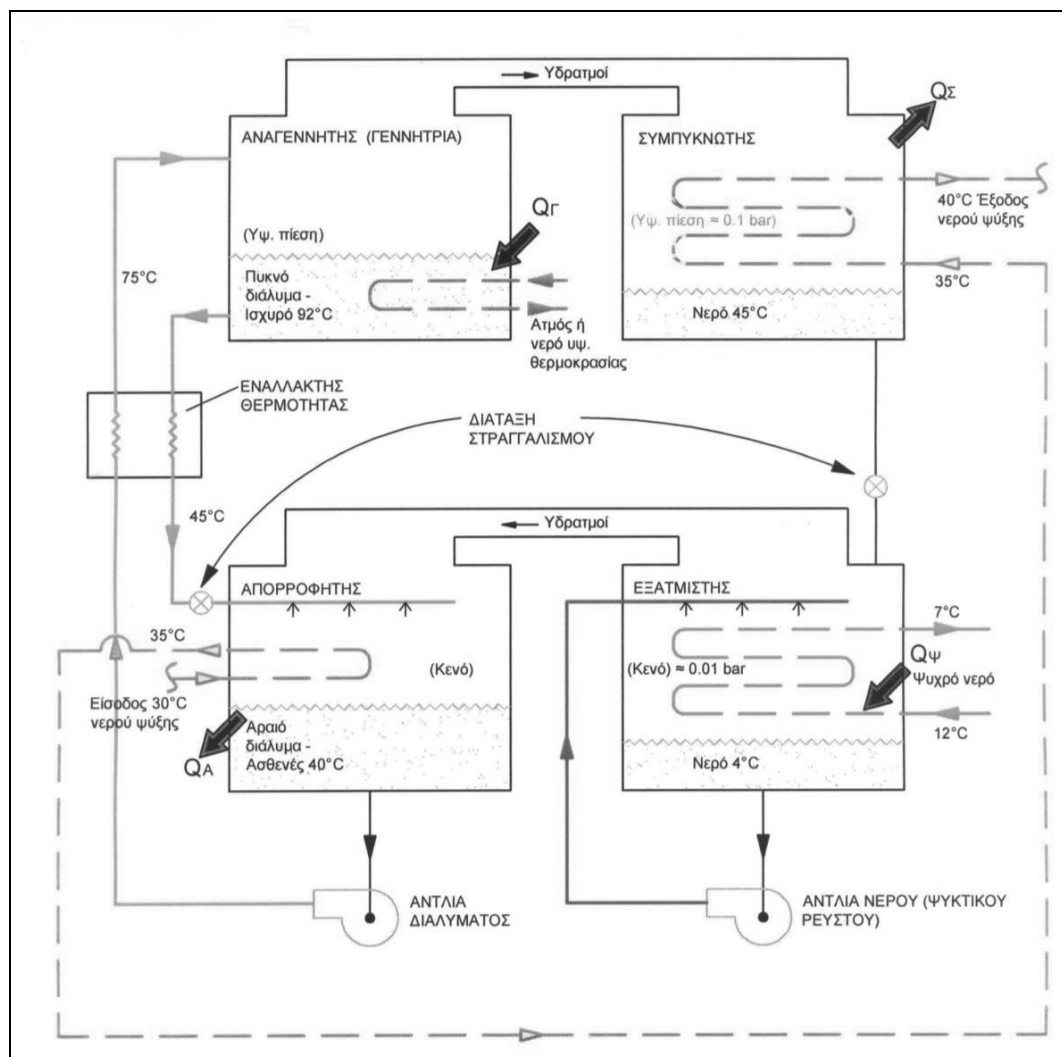 Υδρατμοί
QΣ
ΑΝΑΓΕΝΝΗΤΗΣ (ΓΕΝΝΗΤΡΙΑ)
ΣΥΜΠΥΚΝΩΤΗΣ
QΓ
40°C Έξοδος
νερού ψύξης
(Υψ. πίεση)
(Υψ. πίεση ≈ 0.1 bar)
75°C
35°C
Πυκνό
διάλυμα -
Ισχυρό 92°C
Νερό 45°C
Ατμός ή
νερό υψ.
θερμοκρασίας
ΕΝΑΛΛΑΚΤΗΣ
ΘΕΡΜΟΤΗΤΑΣ
ΔΙΑΤΑΞΗ
ΣΤΡΑΓΓΑΛΙΣΜΟΥ
45°C
Υδρατμοί
ΑΠΟΡΡΟΦΗΤΗΣ
ΕΞΑΤΜΙΣΤΗΣ
35°C
7°C
(Κενό)
(Κενό) ≈ 0.01 bar
QΨ
Ψυχρό νερό
Είσοδος 30°C
νερού ψύξης
12°C
Αραιό
διάλυμα -
Ασθενές 40°C
QΑ
Νερό 4°C
ΑΝΤΛΙΑ
ΔΙΑΛΥΜΑΤΟΣ
ΑΝΤΛΙΑ ΝΕΡΟΥ (ΨΥΚΤΙΚΟΥ
ΡΕΥΣΤΟΥ)